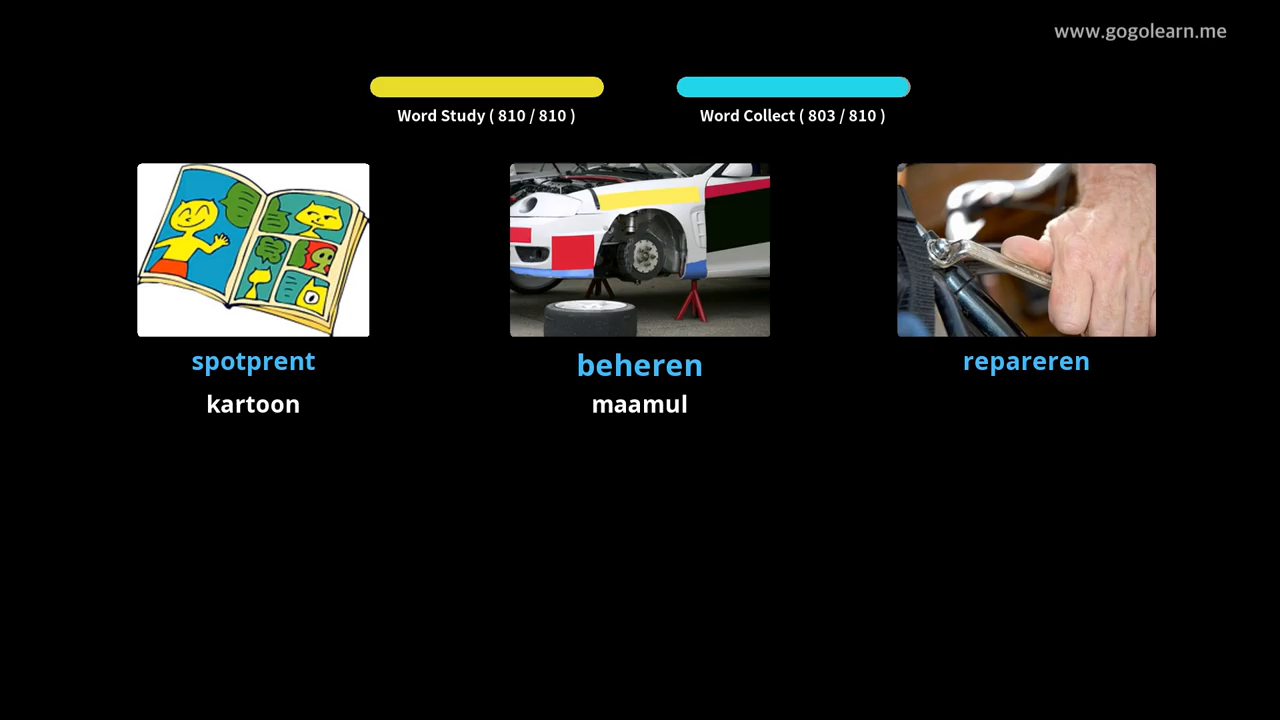 www.gogolearn.me
Word Study ( 810 / 810 )
Word Collect ( 803 / 810 )
spotprent
beheren
repareren
kartoon
maamul